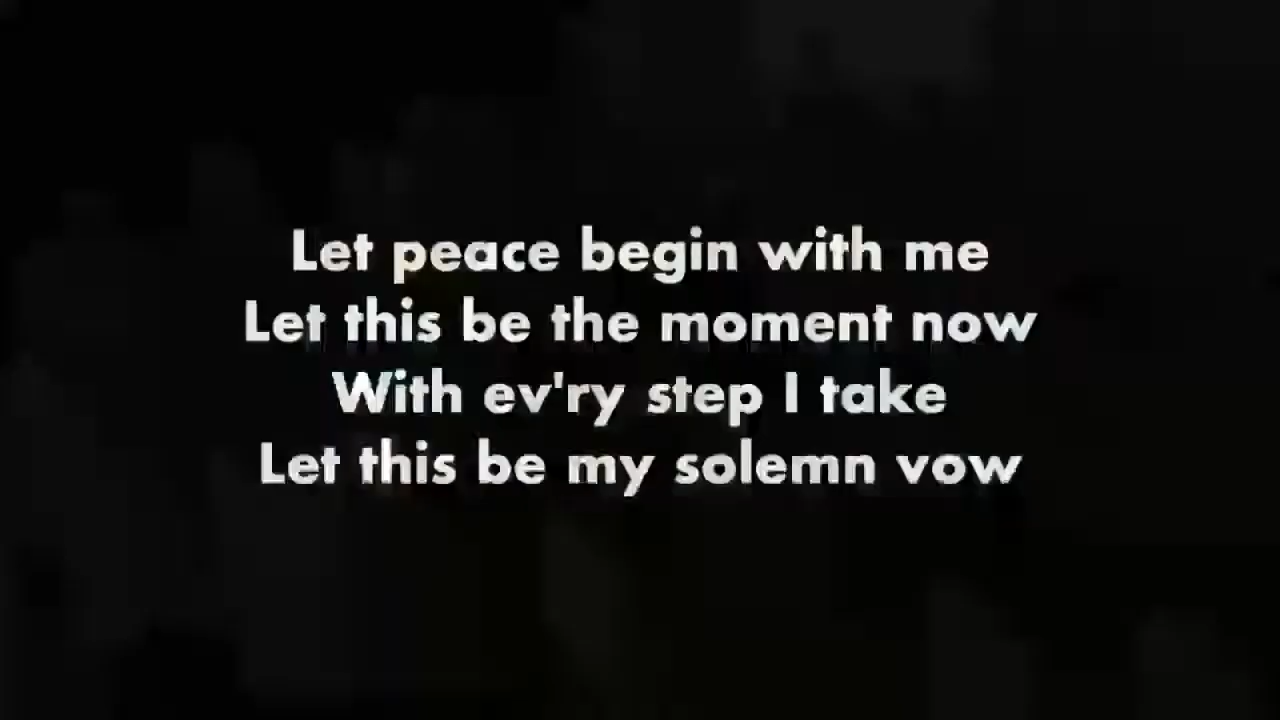 Let peace begin with me
Let this be the moment now
With ev'ry step I take
Let this be my solemn vow